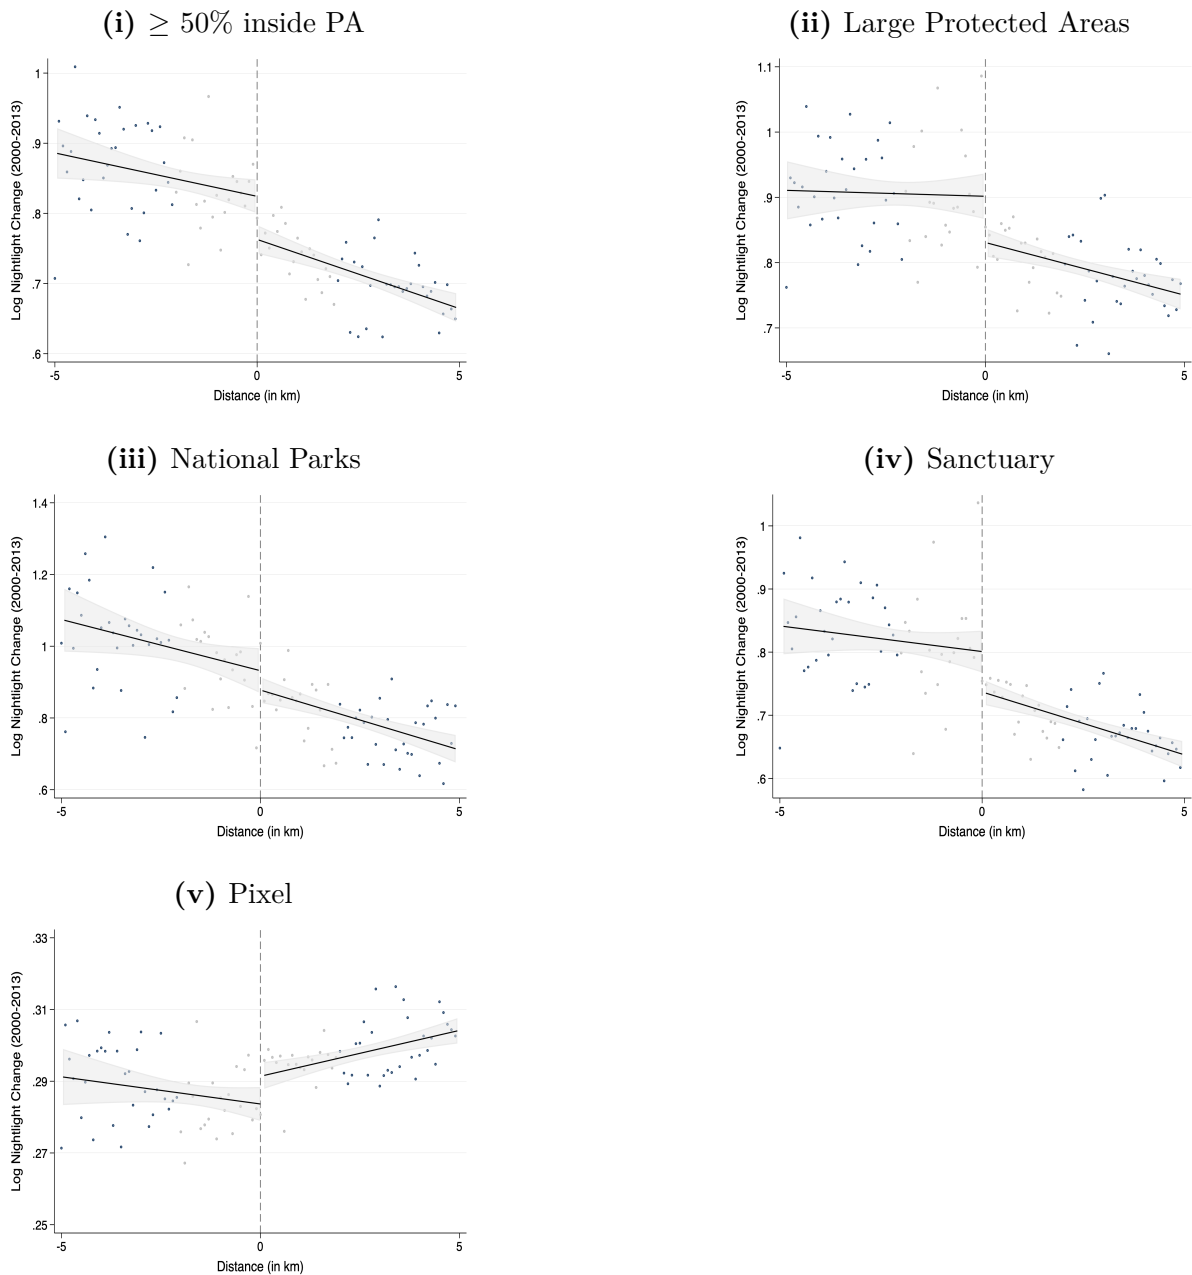 (i) ≥ 50% inside PA
Log Nightlight Change (2000-2013)
1
.9
.8
.7
.6
-5 0 5
Distance (in km)
(ii) Large Protected Areas
Log Nightlight Change (2000-2013)
1.1
1
.9
.8
.7
-5 0 5
Distance (in km)
(iii) National Parks
Log Nightlight Change (2000-2013)
1.4
1.2
1
.8
.6
-5 0 5
Distance (in km)
(iv) Sanctuary
Log Nightlight Change (2000-2013)
1
.9
.8
.7
.6
-5 0 5
Distance (in km)
(v) Pixel
Log Nightlight Change (2000-2013)
.33
.31
.29
.27
.25
-5 0 5
Distance (in km)